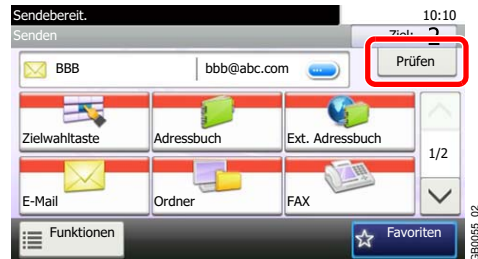 Sendebereit. 10:10
Senden Ziel: 2
BBB bbb@abc.com Prüfen
Zielwahltaste Adressbuch Ext. Adressbuch
1/2
E-Mail Ordner FAX
Funktionen Favoriten
GB0055_02